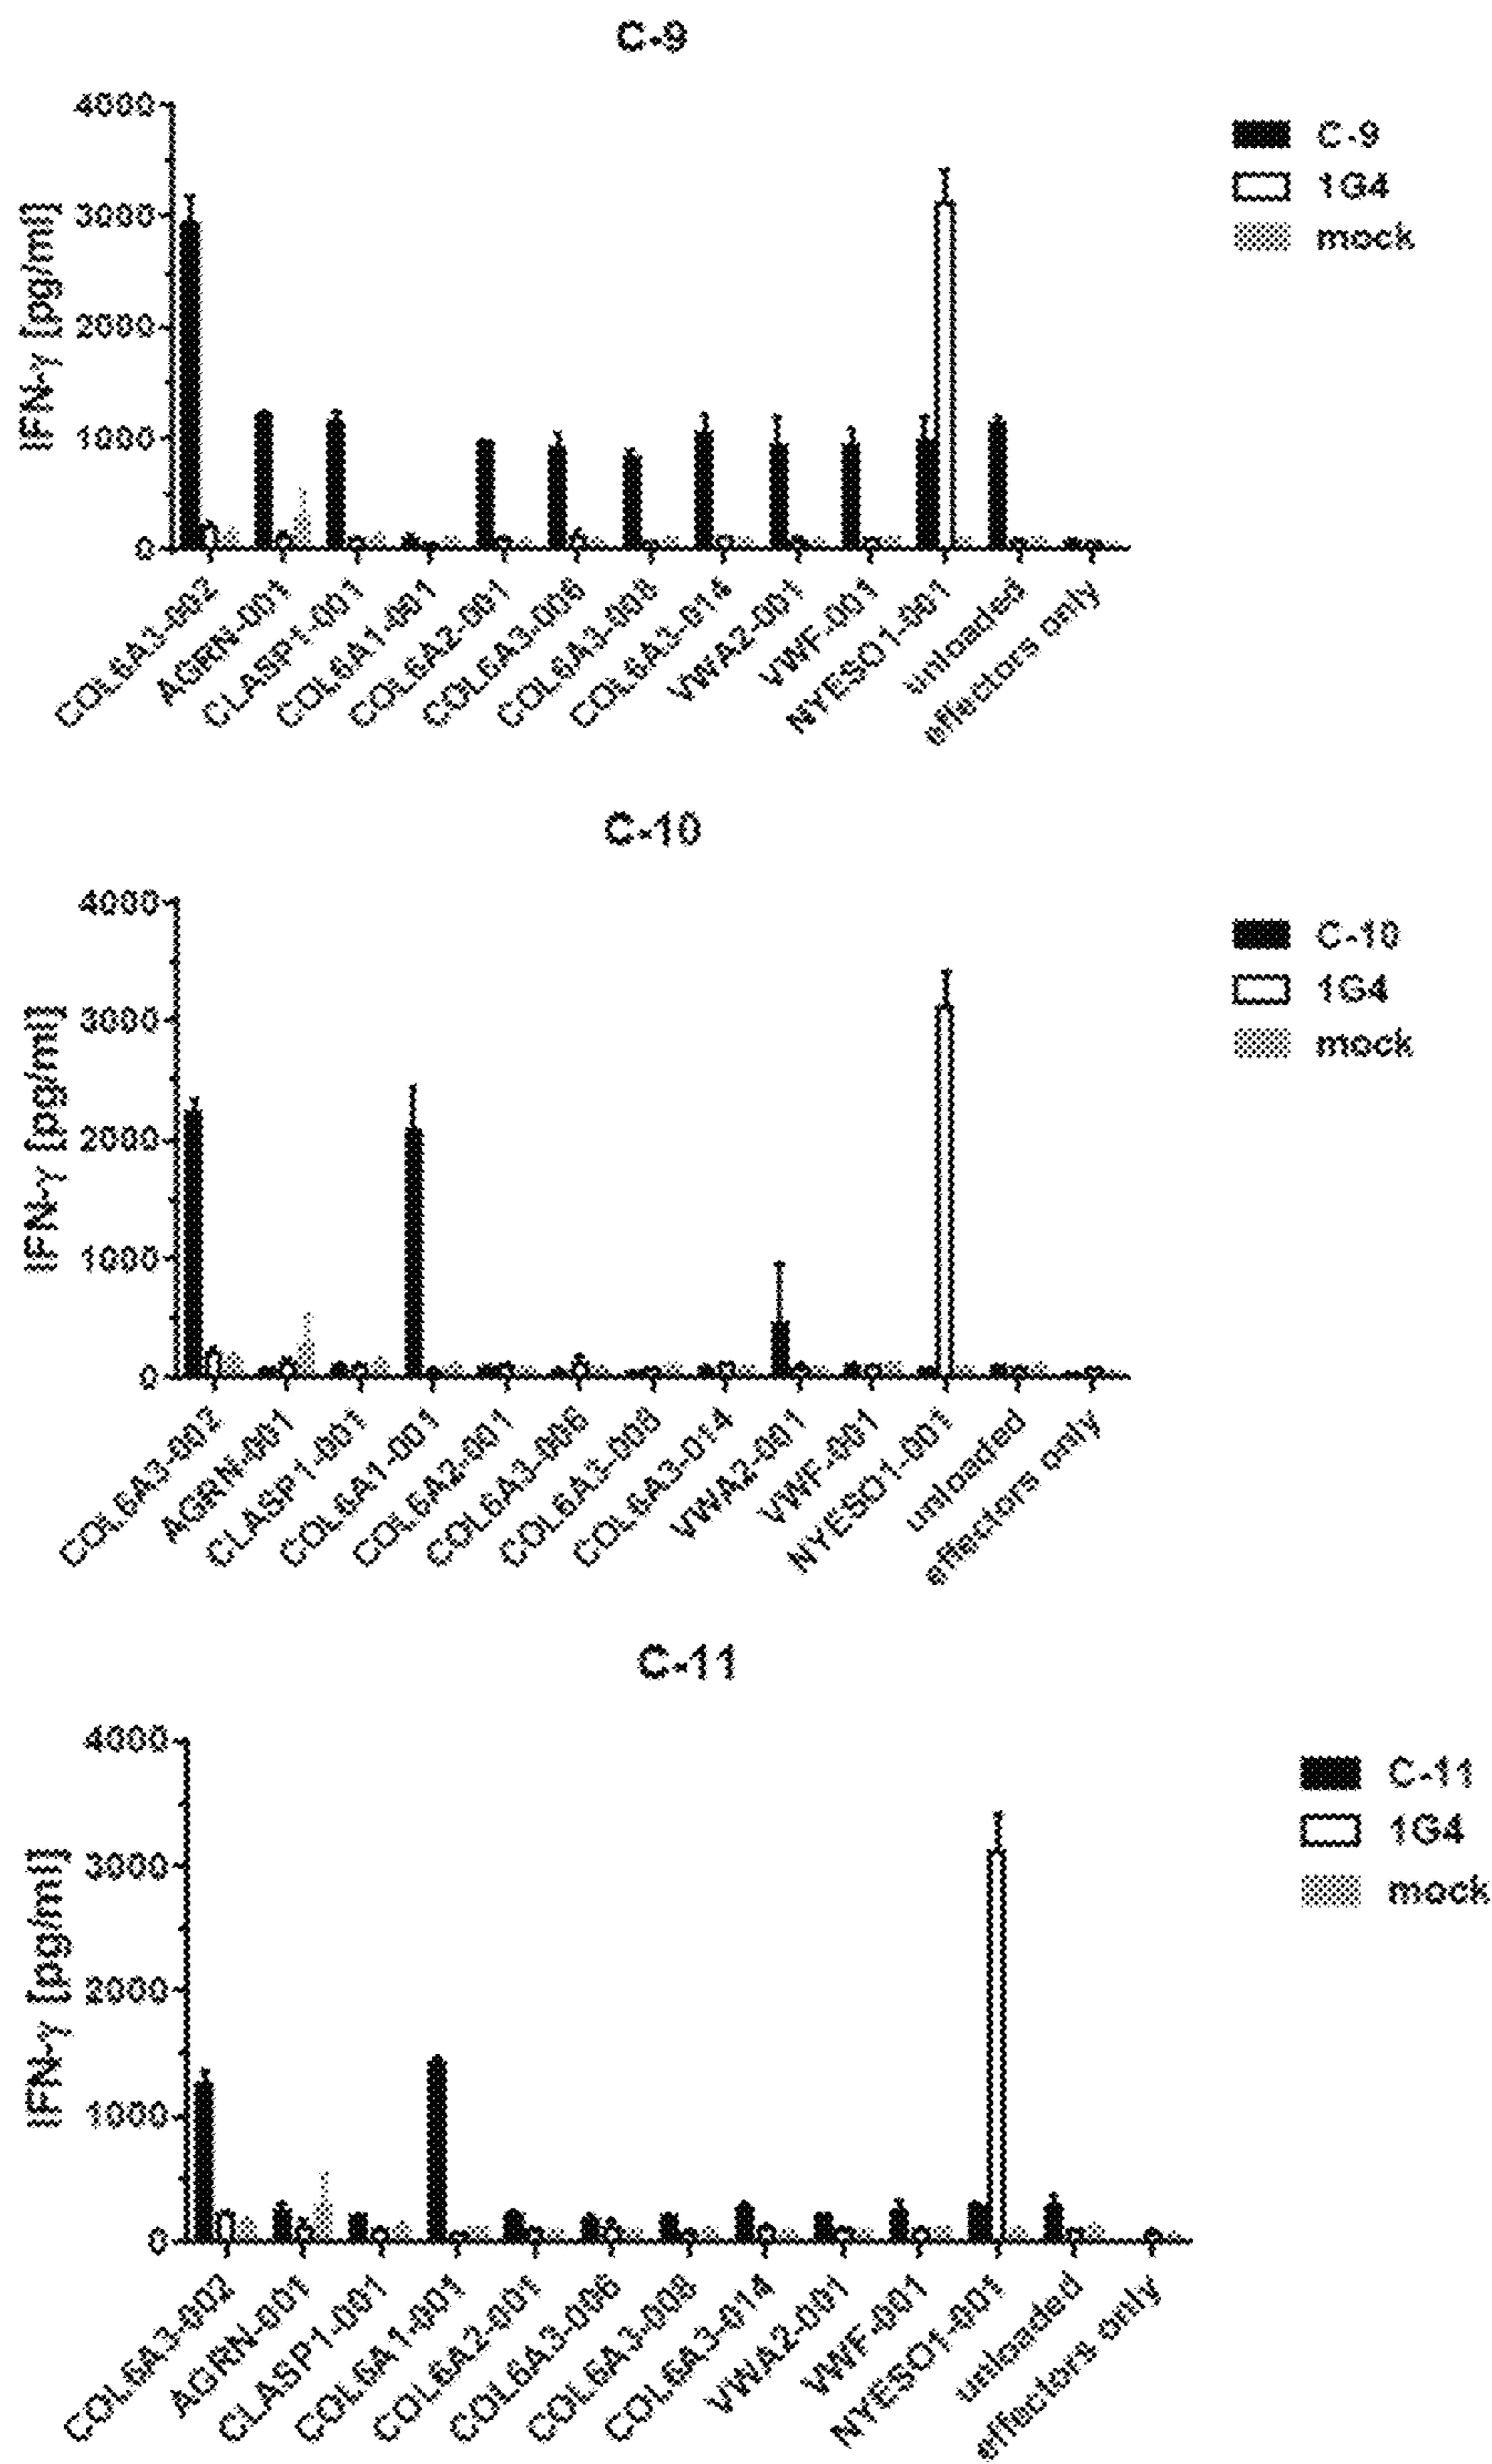 C-9
4000
3000
2000
1000
0
IFN-γ [pg/ml]
C-9
1G4
mock
COL6A3-002
AGRN-001
CLASP1-001
COL6A1-001
COL6A2-001
COL6A3-006
COL6A3-008
COL6A3-014
VWA2-001
VWF-001
NYESO1-001
unloaded
effectors only
C-10
4000
3000
2000
1000
0
IFN-γ [pg/ml]
C-10
1G4
mock
COL6A3-002
AGRN-001
CLASP1-001
COL6A1-001
COL6A2-001
COL6A3-006
COL6A3-008
COL6A3-014
VWA2-001
VWF-001
NYESO1-001
unloaded
effectors only
C-11
4000
3000
2000
1000
0
IFN-γ [pg/ml]
C-11
1G4
mock
COL6A3-002
AGRN-001
CLASP1-001
COL6A1-001
COL6A2-001
COL6A3-006
COL6A3-008
COL6A3-014
VWA2-001
VWF-001
NYESO1-001
unloaded
effectors only